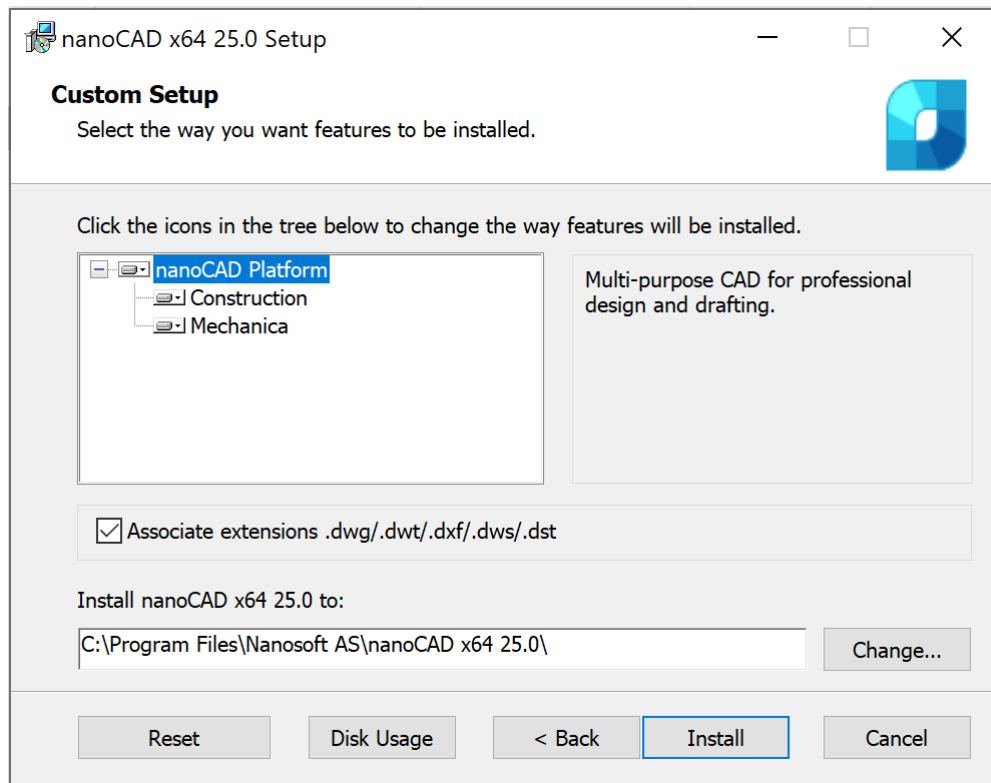 nanoCAD x64 25.0 Setup
Custom Setup
Select the way you want features to be installed.
Click the icons in the tree below to change the way features will be installed.
nanoCAD Platform
Construction
Mechanica
Multi-purpose CAD for professional
design and drafting.
Associate extensions .dwg/.dwt/.dxf/.dws/.dst
Install nanoCAD x64 25.0 to:
C:\Program Files\Nanosoft AS\nanoCAD x64 25.0\
Change...
Reset
Disk Usage
< Back
Install
Cancel